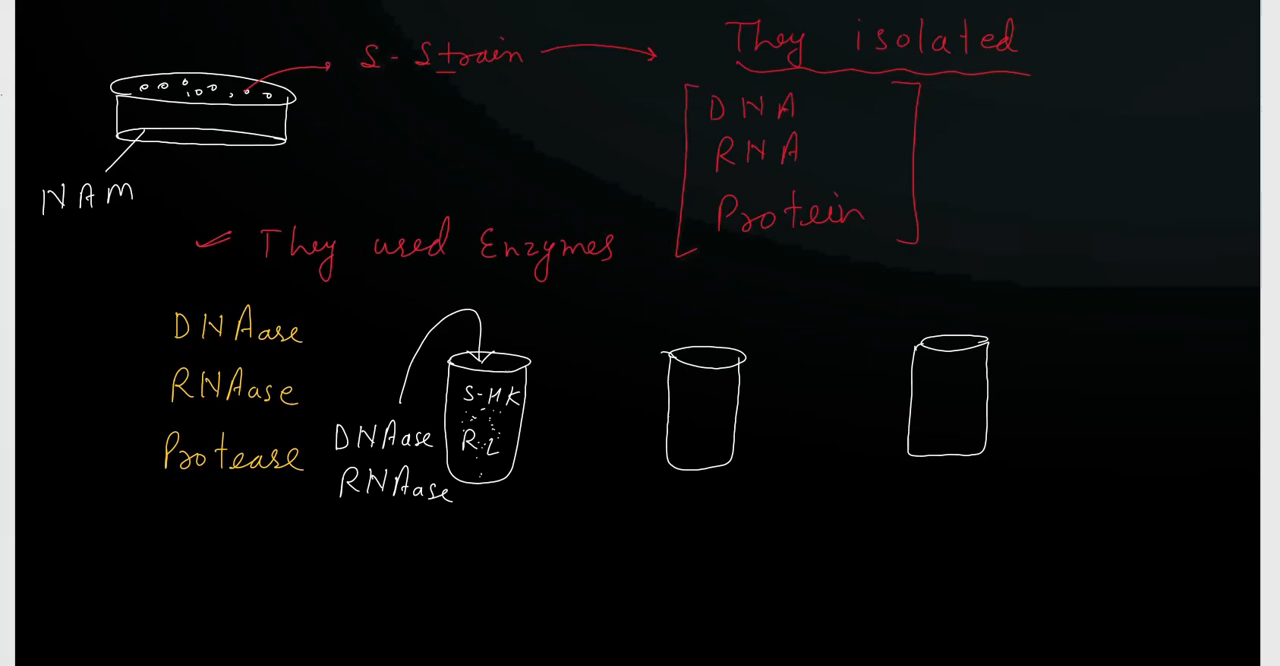 S-Strain
They isolated
DNA
RNA
Protein
NAM
They used Enzymes
DNAase
RNAase
Protease
DNAase
RNAase
S-HK
R-L